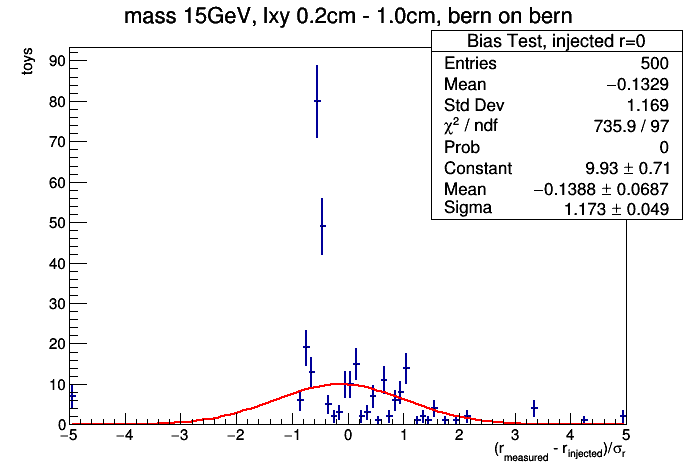 mass 15GeV, lxy 0.2cm - 1.0cm, bern on bern
Bias Test, injected r=0
Entries 500
Mean −0.1329
Std Dev 1.169
χ² / ndf 735.9 / 97
Prob 0
Constant 9.93 ± 0.71
Mean −0.1388 ± 0.0687
Sigma 1.173 ± 0.049
toys
90
80
70
60
50
40
30
20
10
0
−5 −4 −3 −2 −1 0 1 2 3 4 5
(r_measured - r_injected)/σ_r